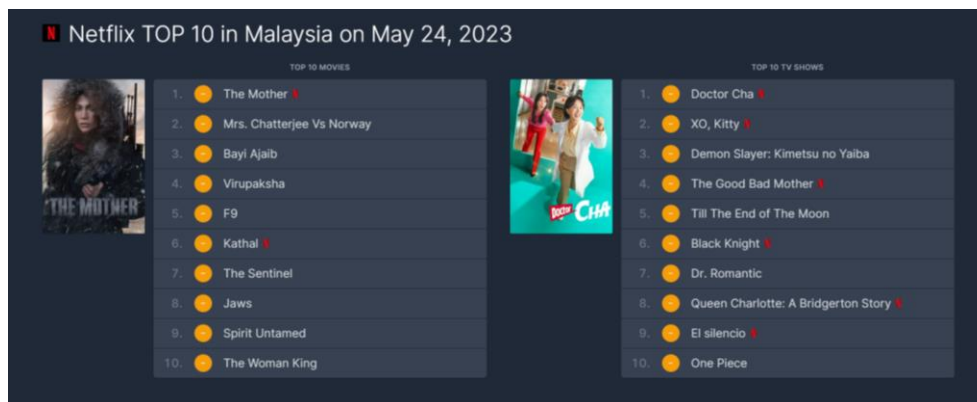 N Netflix TOP 10 in Malaysia on May 24, 2023
TOP 10 MOVIES
THE MOTHER
1. The Mother N
2. Mrs. Chatterjee Vs Norway
3. Bayi Ajaib
4. Virupaksha
5. F9
6. Kathal N
7. The Sentinel
8. Jaws
9. Spirit Untamed
10. The Woman King
TOP 10 TV SHOWS
DOCTOR CHA
1. Doctor Cha N
2. XO, Kitty N
3. Demon Slayer: Kimetsu no Yaiba
4. The Good Bad Mother N
5. Till The End of The Moon
6. Black Knight N
7. Dr. Romantic
8. Queen Charlotte: A Bridgerton Story N
9. El silencio N
10. One Piece